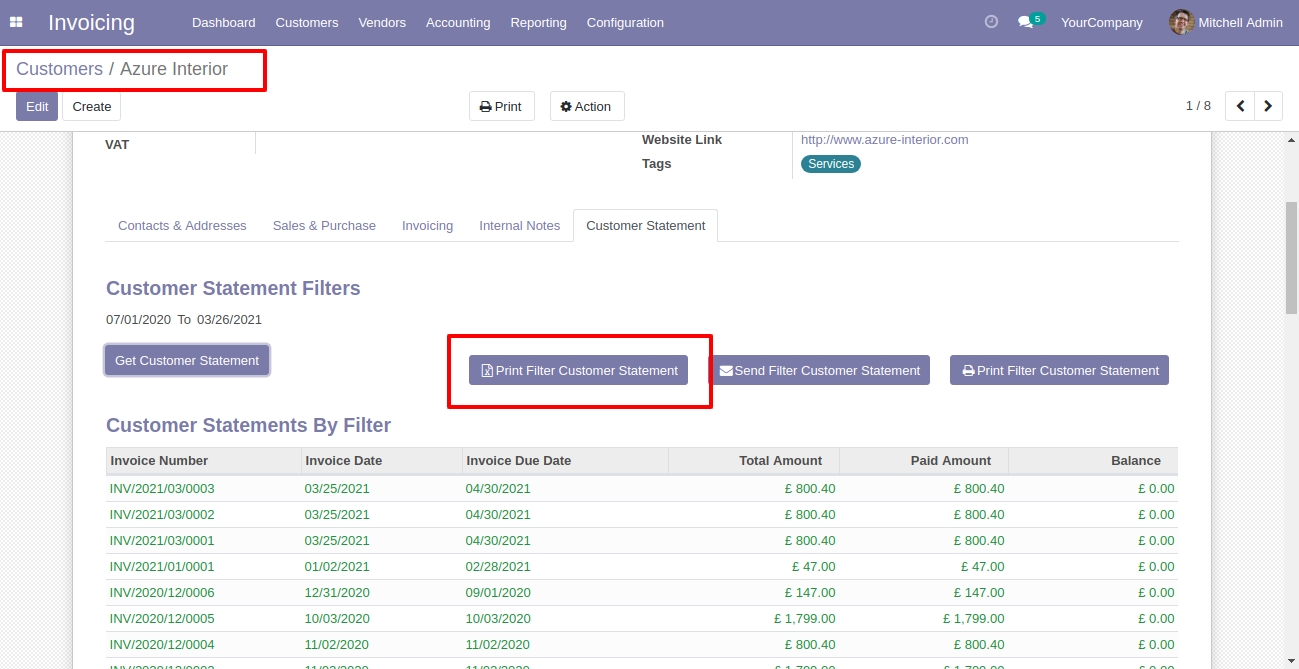 Invoicing Dashboard Customers Vendors Accounting Reporting Configuration 5 YourCompany Mitchell Admin
Customers / Azure Interior
Edit Create Print Action 1 / 8
VAT
Website Link http://www.azure-interior.com
Tags Services
Contacts & Addresses Sales & Purchase Invoicing Internal Notes Customer Statement
Customer Statement Filters
07/01/2020 To 03/26/2021
Get Customer Statement Print Filter Customer Statement Send Filter Customer Statement Print Filter Customer Statement
Customer Statements By Filter
Invoice Number Invoice Date Invoice Due Date Total Amount Paid Amount Balance
INV/2021/03/0003 03/25/2021 04/30/2021 £ 800.40 £ 800.40 £ 0.00
INV/2021/03/0002 03/25/2021 04/30/2021 £ 800.40 £ 800.40 £ 0.00
INV/2021/03/0001 03/25/2021 04/30/2021 £ 800.40 £ 800.40 £ 0.00
INV/2021/01/0001 01/02/2021 02/28/2021 £ 47.00 £ 47.00 £ 0.00
INV/2020/12/0006 12/31/2020 09/01/2020 £ 147.00 £ 147.00 £ 0.00
INV/2020/12/0005 10/03/2020 10/03/2020 £ 1,799.00 £ 1,799.00 £ 0.00
INV/2020/12/0004 11/02/2020 11/02/2020 £ 800.40 £ 800.40 £ 0.00